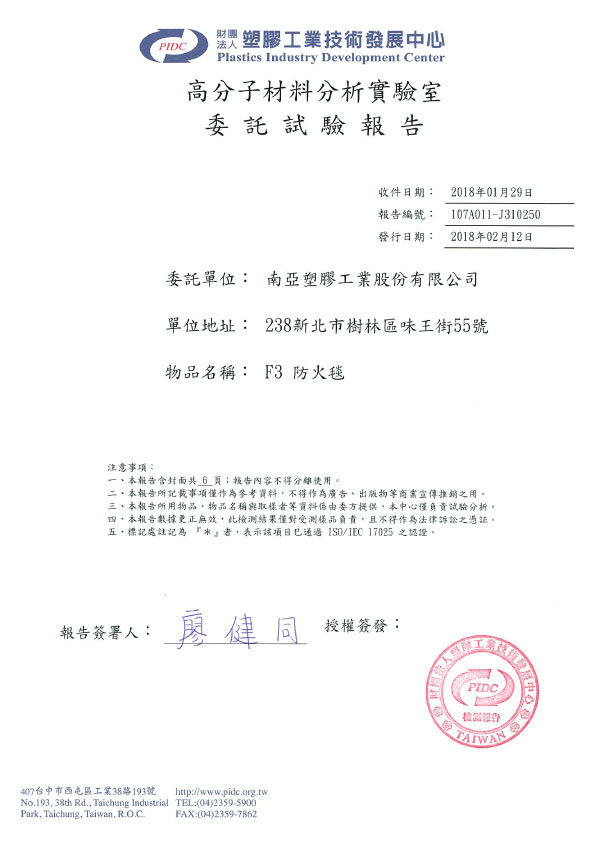 PIDC
財團法人 塑膠工業技術發展中心
Plastics Industry Development Center
高分子材料分析實驗室
委託試驗報告
收件日期： 2018年01月29日
報告編號： 107A011-J310250
發行日期： 2018年02月12日
委託單位： 南亞塑膠工業股份有限公司
單位地址： 238新北市樹林區味王街55號
物品名稱： F3 防火毯
注意事項：
一、本報告含封面共 6 頁；報告內容不得分離使用。
二、本報告所記載事項僅作為參考資料，不得作為廣告、出版物等商業宣傳推銷之用。
三、本報告所用物品、物品名稱與取樣者等資料係由委方提供，本中心僅負責試驗分析。
四、本報告數據更正無效，此檢測結果僅對受測樣品負責，且不得作為法律訴訟之憑證。
五、標記處註記為『*』者，表示該項目已通過 ISO/IEC 17025 之認證。
報告簽署人： 廖健同 授權簽發：
財團法人塑膠工業技術發展中心
PIDC
檢測報告
TAIWAN
407台中市西屯區工業38路193號 http://www.pidc.org.tw
No.193, 38th Rd., Taichung Industrial TEL:(04)2359-5900
Park, Taichung, Taiwan, R.O.C. FAX:(04)2359-7862